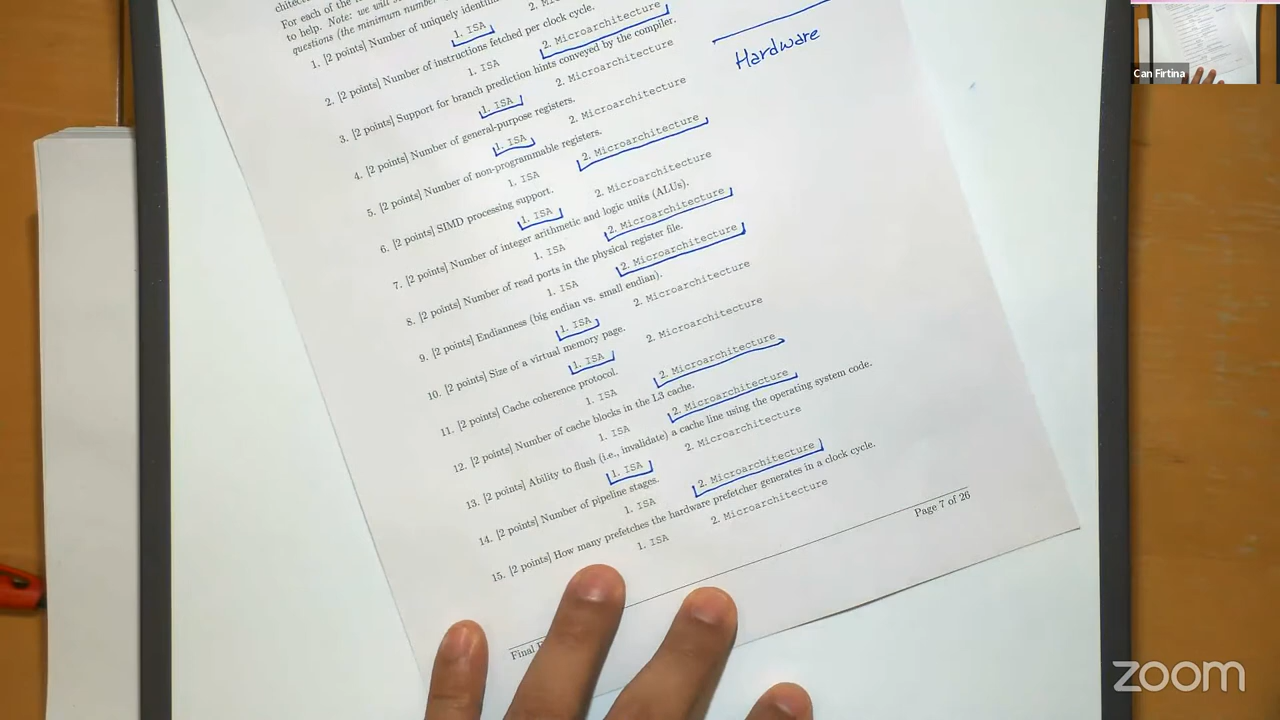 For each of the
to help. Note: we will
questions (the minimum number
1. [2 points] Number of uniquely
1. ISA
2. [2 points] Number of instructions fetched per clock cycle.
1. ISA 2. Microarchitecture
3. [2 points] Support for branch prediction hints conveyed by the compiler.
1. ISA 2. Microarchitecture
4. [2 points] Number of general-purpose registers.
1. ISA 2. Microarchitecture
5. [2 points] Number of non-programmable registers.
1. ISA 2. Microarchitecture
6. [2 points] SIMD processing support.
1. ISA 2. Microarchitecture
7. [2 points] Number of integer arithmetic and logic units (ALUs).
1. ISA 2. Microarchitecture
8. [2 points] Number of read ports in the physical register file.
1. ISA 2. Microarchitecture
9. [2 points] Endianness (big endian vs. small endian).
1. ISA 2. Microarchitecture
10. [2 points] Size of a virtual memory page.
1. ISA 2. Microarchitecture
11. [2 points] Cache coherence protocol.
1. ISA 2. Microarchitecture
12. [2 points] Number of cache blocks in the L3 cache.
1. ISA 2. Microarchitecture
13. [2 points] Ability to flush (i.e., invalidate) a cache line using the operating system code.
1. ISA 2. Microarchitecture
14. [2 points] Number of pipeline stages.
1. ISA 2. Microarchitecture
15. [2 points] How many prefetches the hardware prefetcher generates in a clock cycle.
1. ISA 2. Microarchitecture
Final
Page 7 of 26
Hardware
Can Firtina
zoom